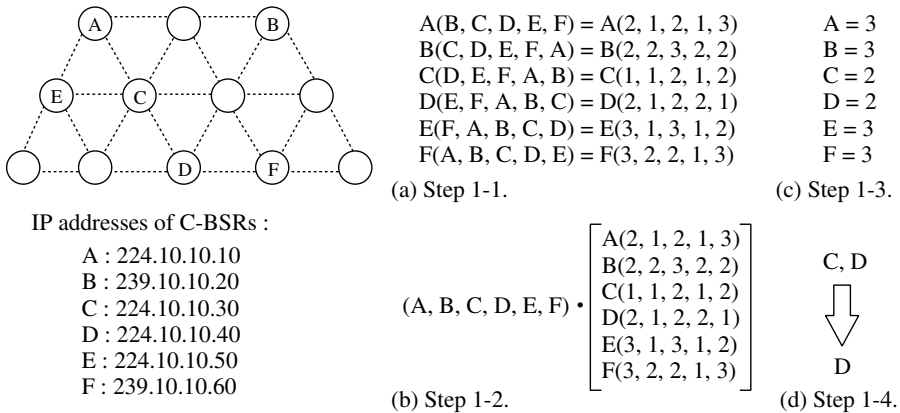 A
B
E
C
D
F
IP addresses of C-BSRs :
A : 224.10.10.10
B : 239.10.10.20
C : 224.10.10.30
D : 224.10.10.40
E : 224.10.10.50
F : 239.10.10.60
A(B, C, D, E, F) = A(2, 1, 2, 1, 3)
B(C, D, E, F, A) = B(2, 2, 3, 2, 2)
C(D, E, F, A, B) = C(1, 1, 2, 1, 2)
D(E, F, A, B, C) = D(2, 1, 2, 2, 1)
E(F, A, B, C, D) = E(3, 1, 3, 1, 2)
F(A, B, C, D, E) = F(3, 2, 2, 1, 3)
(a) Step 1-1.
A = 3
B = 3
C = 2
D = 2
E = 3
F = 3
(c) Step 1-3.
(A, B, C, D, E, F) •
A(2, 1, 2, 1, 3)
B(2, 2, 3, 2, 2)
C(1, 1, 2, 1, 2)
D(2, 1, 2, 2, 1)
E(3, 1, 3, 1, 2)
F(3, 2, 2, 1, 3)
(b) Step 1-2.
C, D
D
(d) Step 1-4.